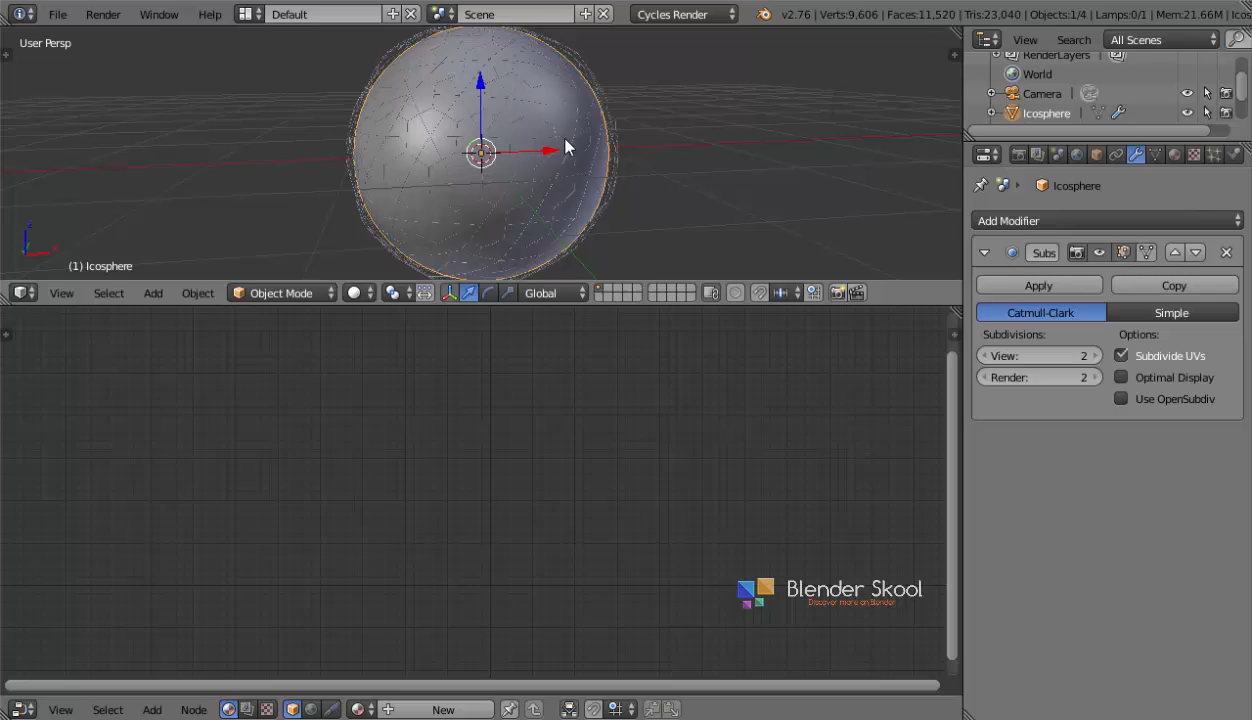 File Render Window Help Default Scene Cycles Render v2.76 | Verts:9,606 | Faces:11,520 | Tris:23,040 | Objects:1/4 | Lamps:0/1 | Mem:21.66M | Icos
User Persp
View Search All Scenes
RenderLayers
World
Camera
Icosphere
Icosphere
Add Modifier
Subs
Apply Copy
Catmull-Clark Simple
Subdivisions: Options:
View: 2 Subdivide UVs
Render: 2 Optimal Display
Use OpenSubdiv
z
x
(1) Icosphere
View Select Add Object Object Mode Global
Blender Skool
Discover more on Blender
View Select Add Node New